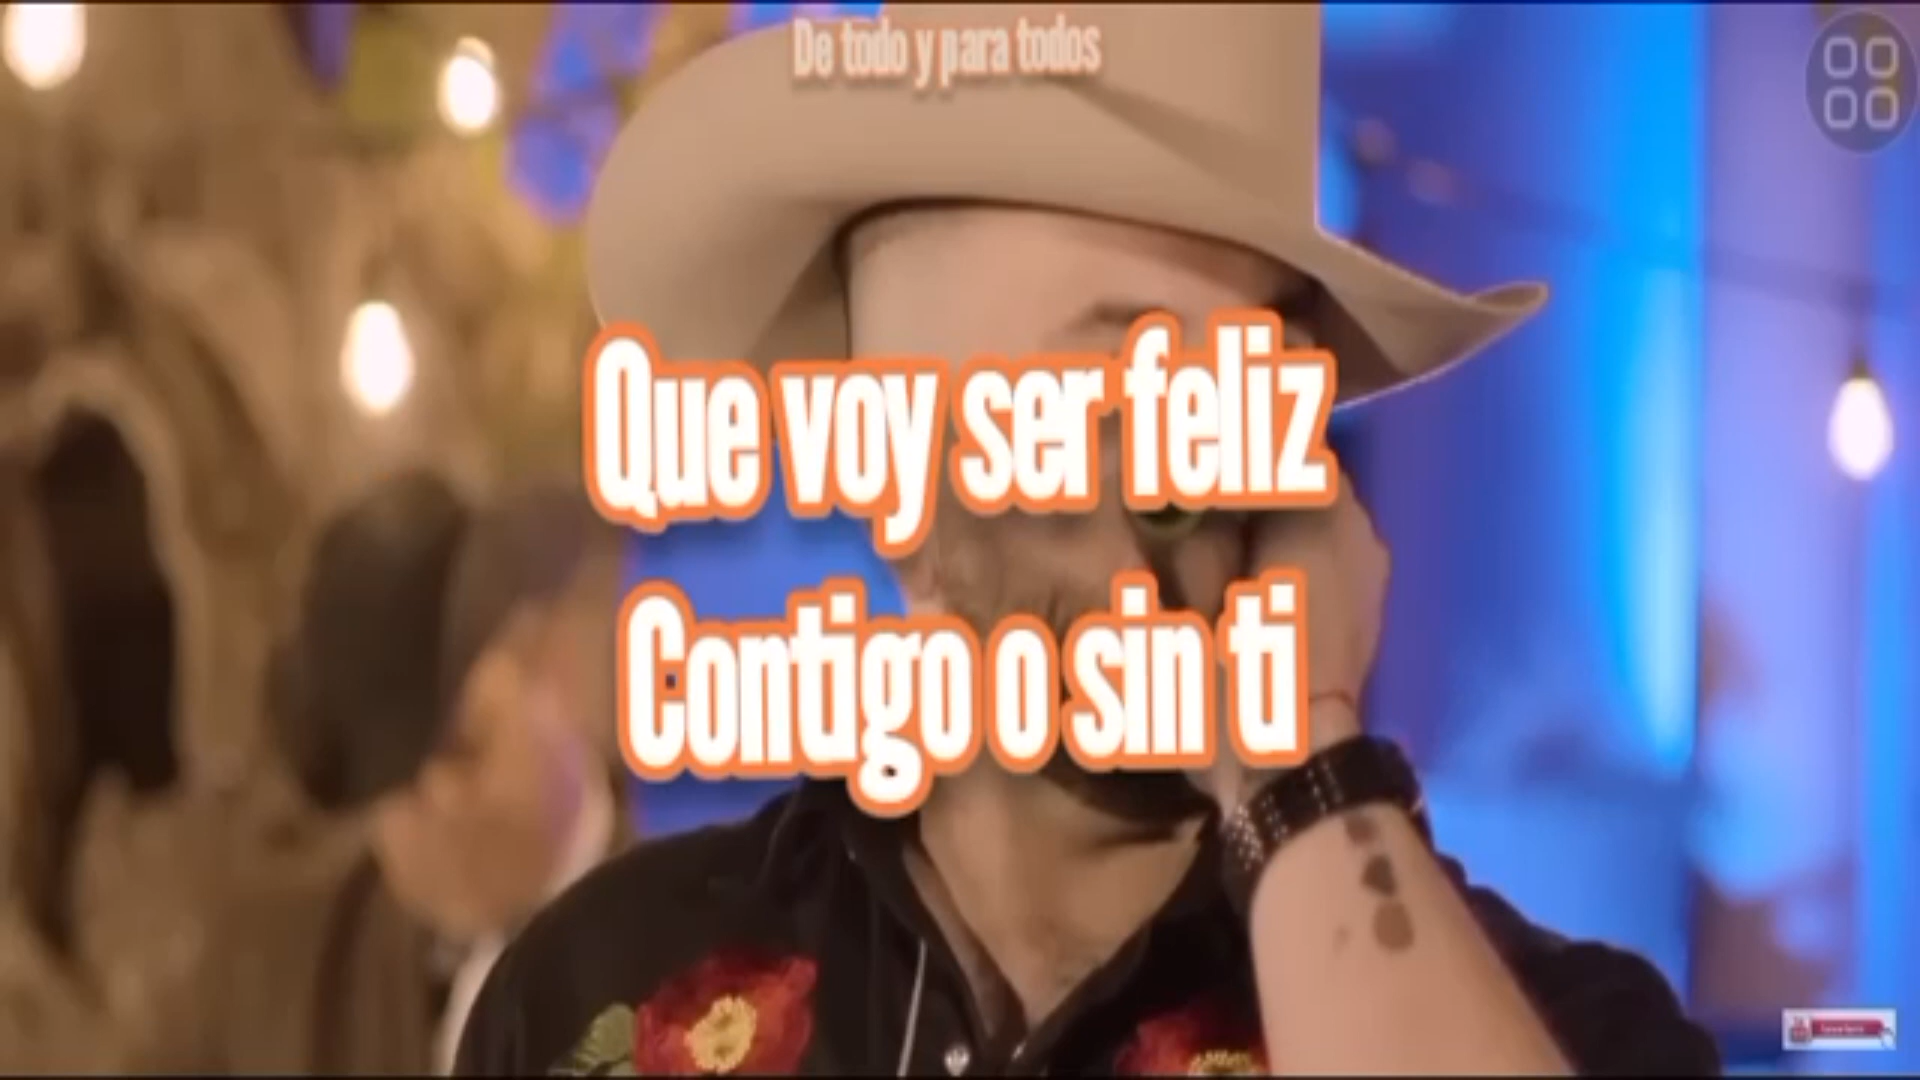 De todo y para todos
Que voy ser feliz
Contigo o sin ti